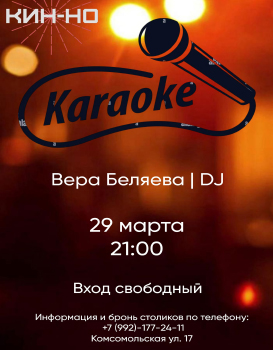 КИН-НО
Karaoke
Вера Беляева | DJ
29 марта
21:00
Вход свободный
Информация и бронь столиков по телефону:
+7 (992)-177-24-11
Комсомольская ул. 17